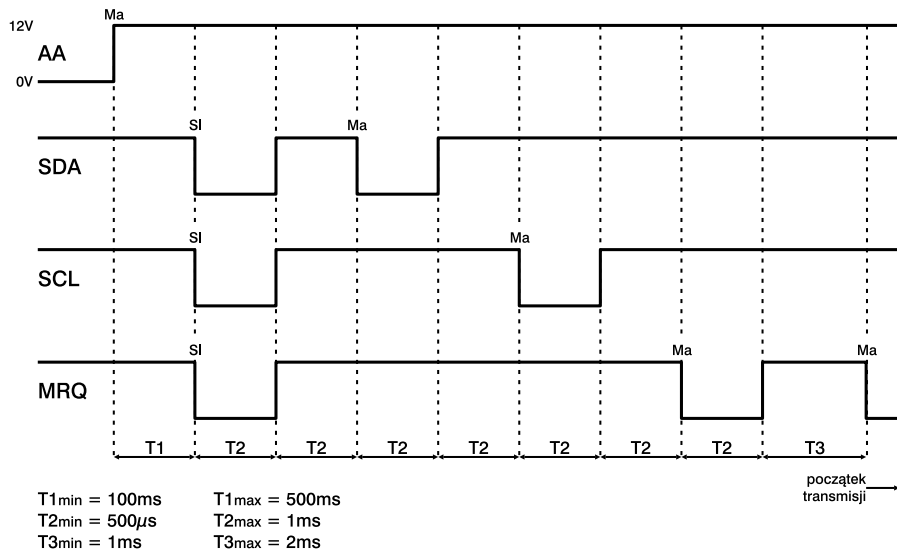 Ma
12V
AA
0V
Sl Ma
SDA
Sl Ma
SCL
Sl Ma Ma
MRQ
T1 T2 T2 T2 T2 T2 T2 T2 T3
początek
transmisji
T1min = 100ms T1max = 500ms
T2min = 500µs T2max = 1ms
T3min = 1ms T3max = 2ms